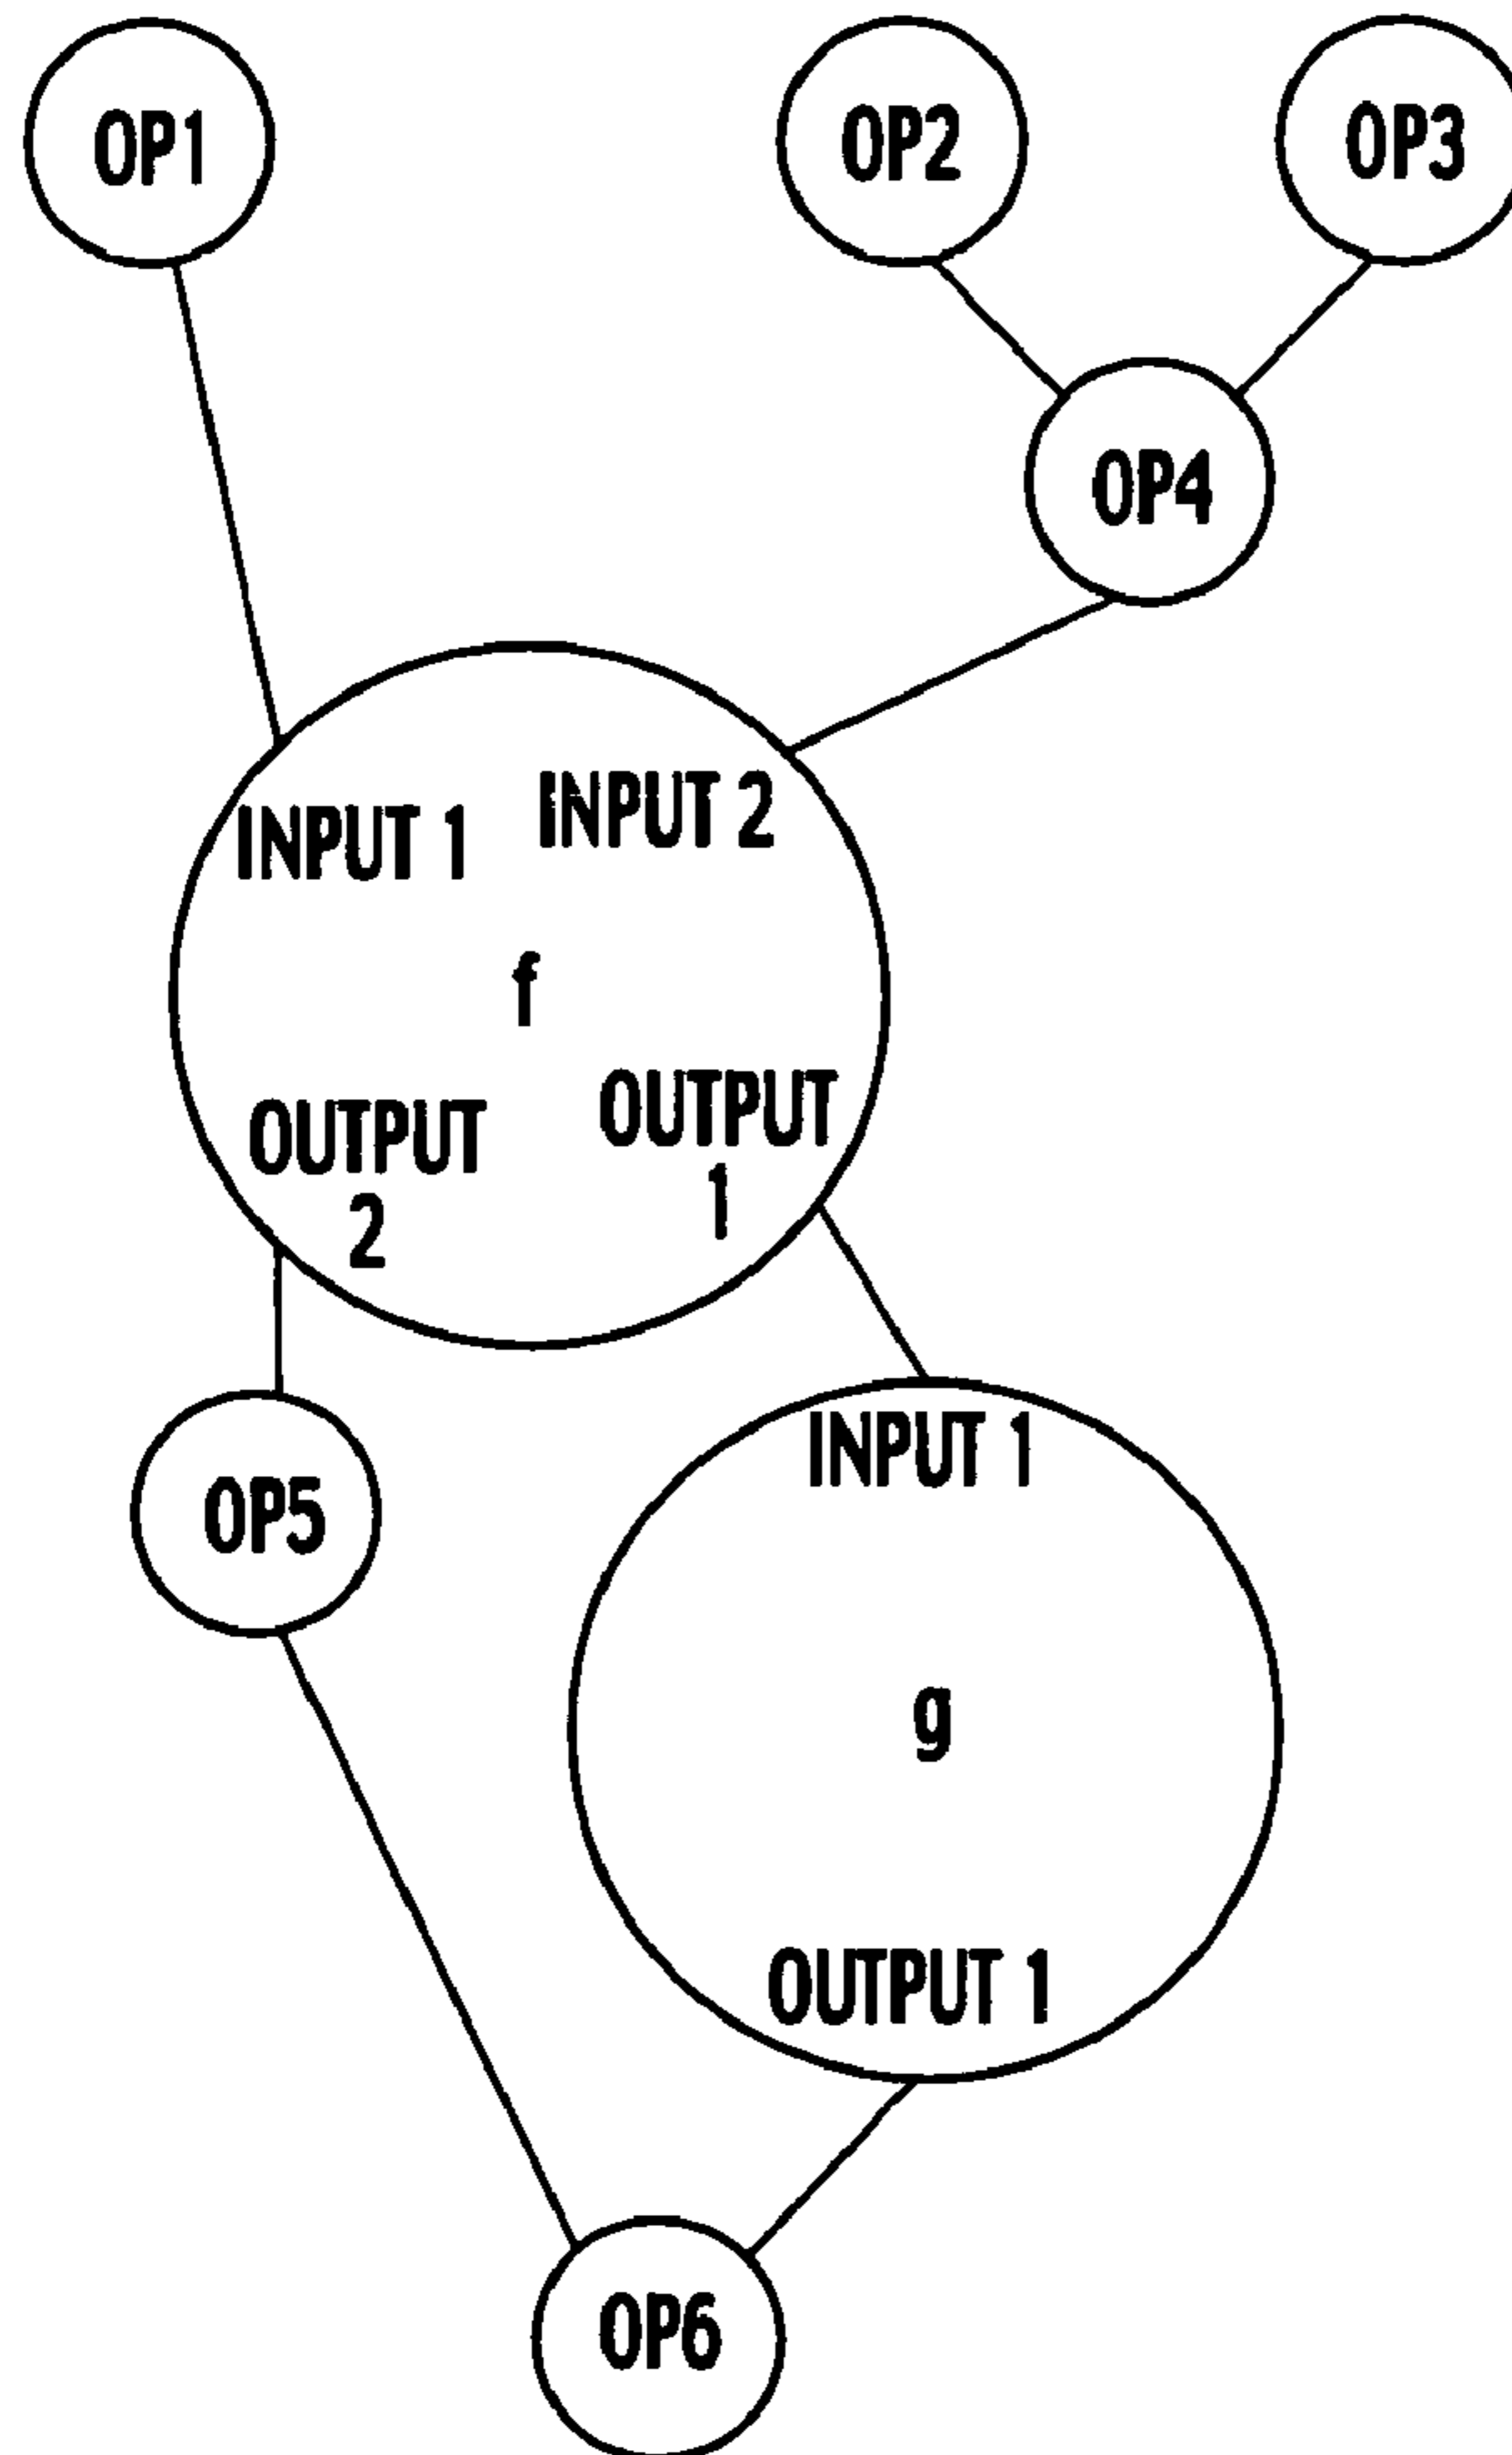 OP1
OP2
OP3
OP4
INPUT 1
INPUT 2
f
OUTPUT
2
OUTPUT
1
OP5
INPUT 1
g
OUTPUT 1
OP6